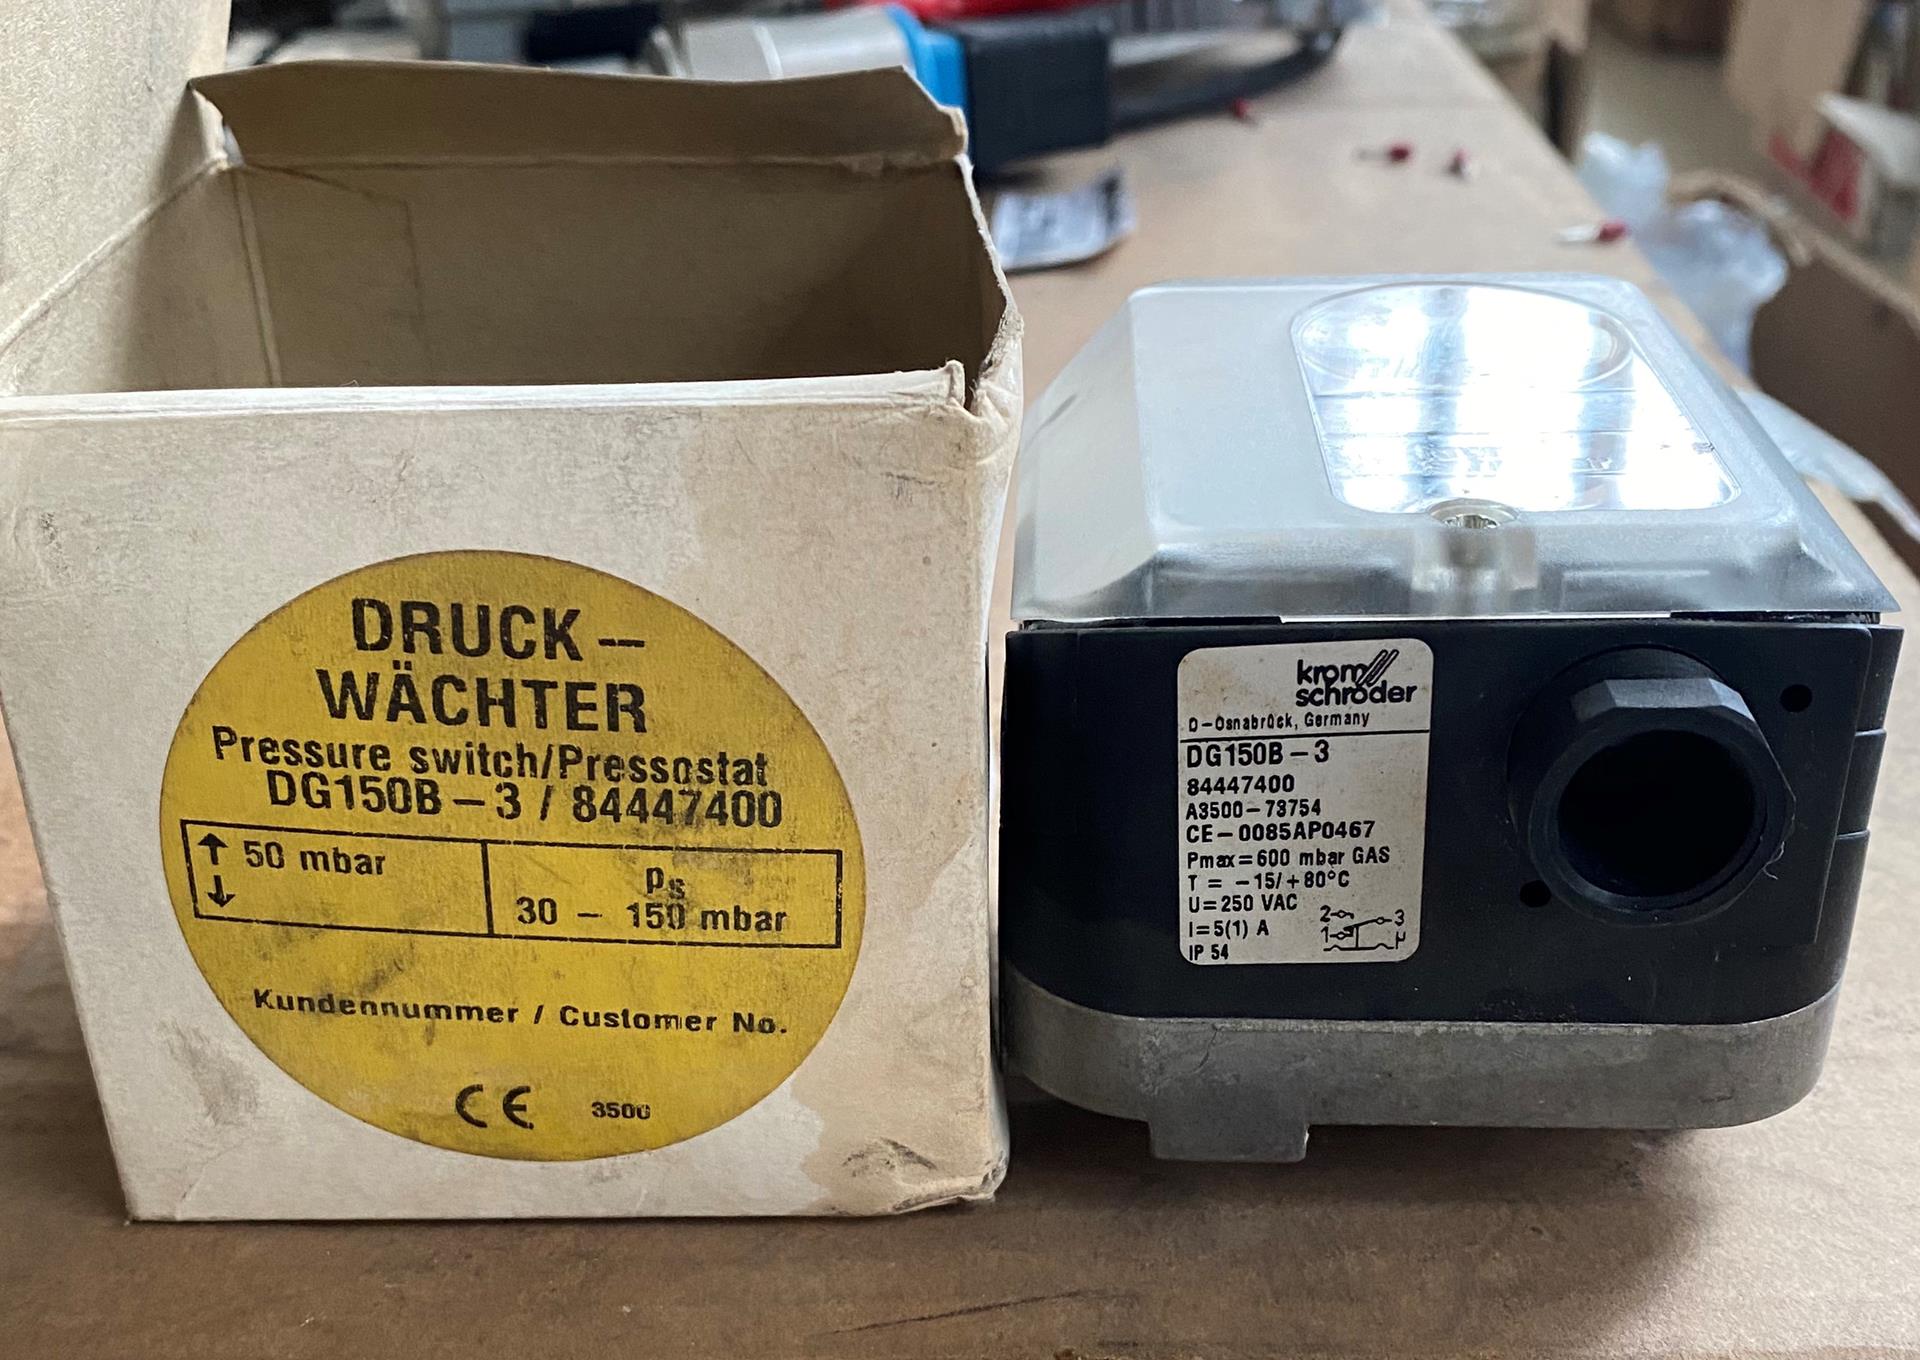 DRUCK-
WÄCHTER
Pressure switch/Pressostat
DG150B-3 / 84447400
↑ 50 mbar
↓
ps
30 - 150 mbar
Kundennummer / Customer No.
CE 3500
krom
schröder
D-Osnabrück, Germany
DG150B-3
84447400
A3500-73754
CE-0085AP0467
Pmax=600 mbar GAS
T = -15/+80°C
U=250 VAC
I=5(1) A
IP 54
2 3
1 µ